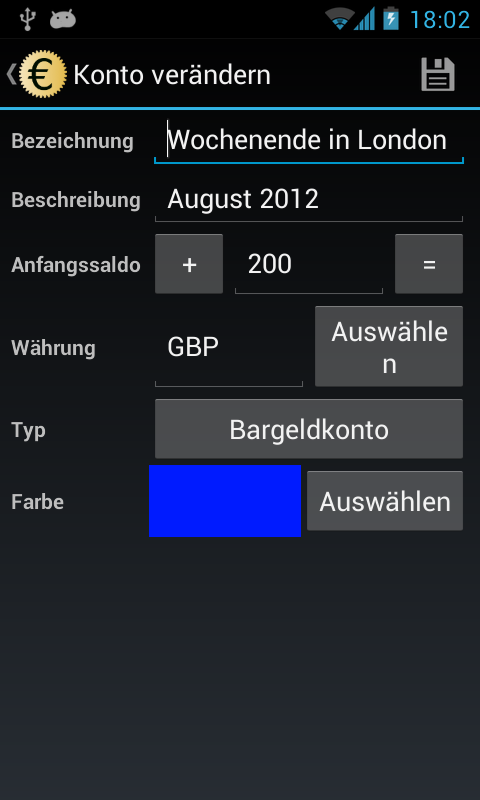 18:02
€ Konto verändern
Bezeichnung Wochenende in London
Beschreibung August 2012
Anfangssaldo + 200 =
Währung GBP Auswähle
n
Typ Bargeldkonto
Farbe Auswählen